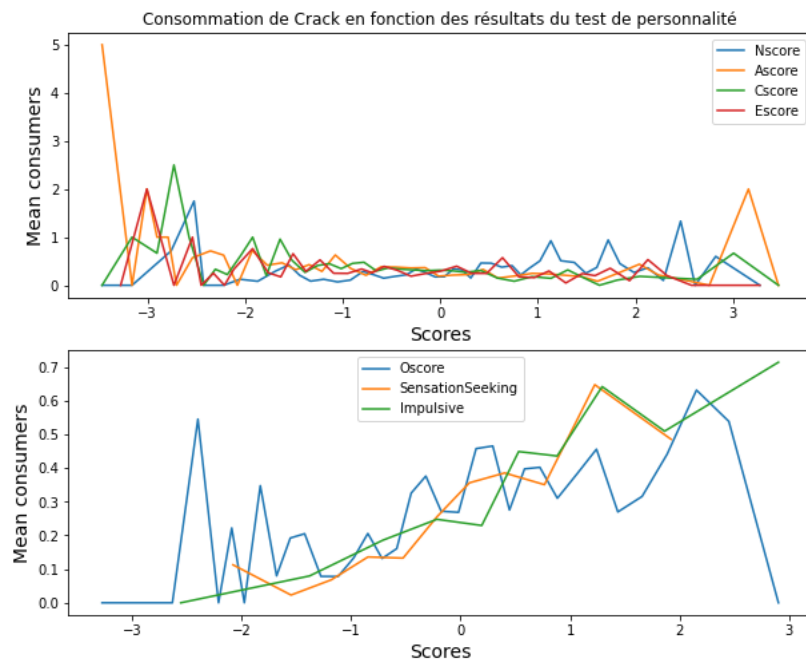 Consommation de Crack en fonction des résultats du test de personnalité
Mean consumers
5
4
3
2
1
0
Nscore
Ascore
Cscore
Escore
−3 −2 −1 0 1 2 3
Scores
Mean consumers
0.7
0.6
0.5
0.4
0.3
0.2
0.1
0.0
Oscore
SensationSeeking
Impulsive
−3 −2 −1 0 1 2 3
Scores